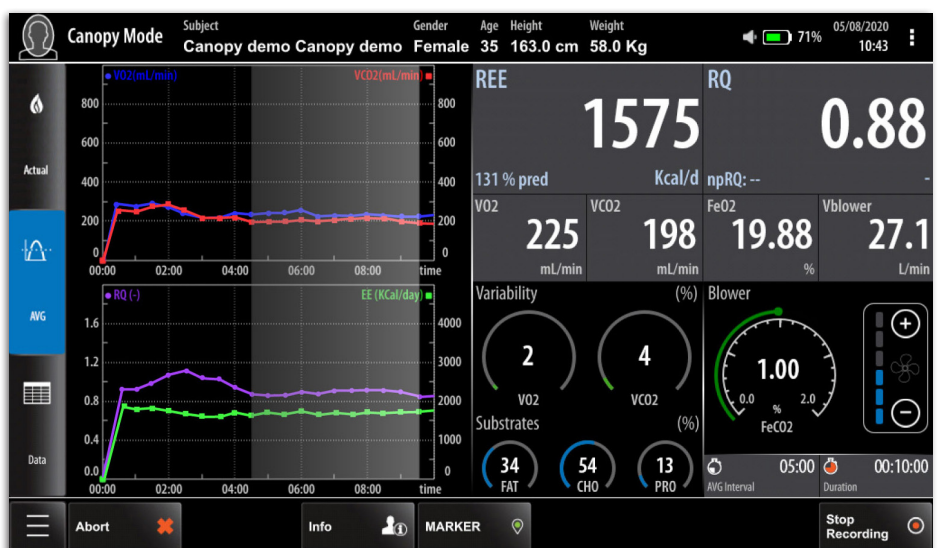 Canopy Mode
Subject
Canopy demo Canopy demo
Gender
Female
Age
35
Height
163.0 cm
Weight
58.0 Kg
71%
05/08/2020
10:43
Actual
AVG
Data
VO2(mL/min)
VCO2(mL/min)
800
600
400
200
0
800
600
400
200
0
00:00 02:00 04:00 06:00 08:00 time
RQ (-)
EE (KCal/day)
1.6
1.2
0.8
0.4
0.0
4000
3000
2000
1000
0
00:00 02:00 04:00 06:00 08:00 time
REE
1575
131 % pred
Kcal/d
RQ
0.88
npRQ: --
-
VO2
225
mL/min
VCO2
198
mL/min
FeO2
19.88
%
Vblower
27.1
L/min
Variability (%)
2
VO2
4
VCO2
Substrates (%)
34
FAT
54
CHO
13
PRO
Blower
1.00
0.0 % 2.0
FeCO2
+
−
05:00
AVG Interval
00:10:00
Duration
Abort
Info
MARKER
Stop
Recording